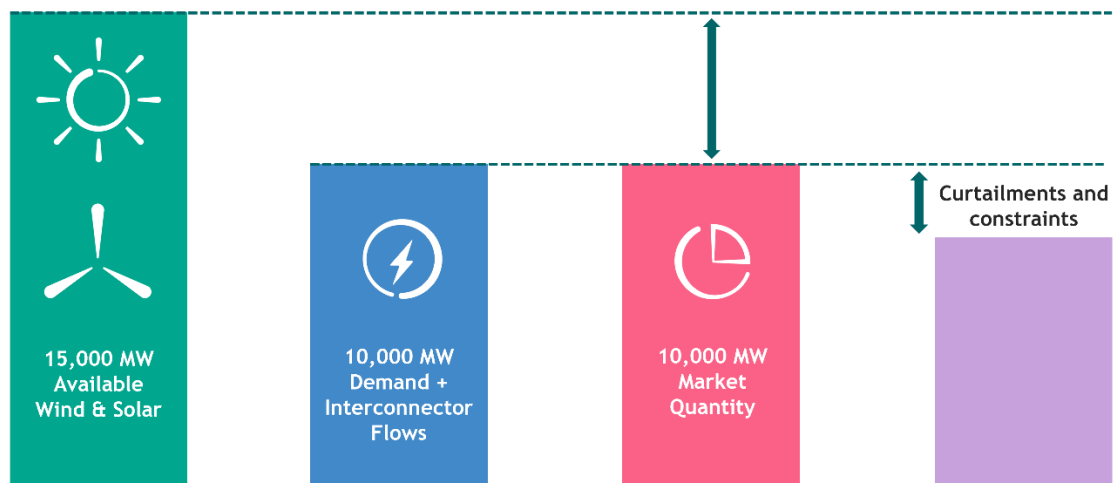 15,000 MW
Available
Wind & Solar
10,000 MW
Demand +
Interconnector
Flows
10,000 MW
Market
Quantity
Curtailments and
constraints